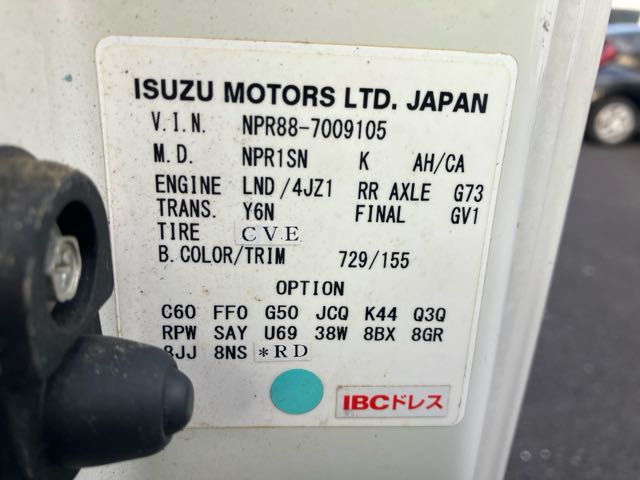 ISUZU MOTORS LTD. JAPAN
V.I.N. NPR88-7009105
M.D. NPR1SN K AH/CA
ENGINE LND/4JZ1 RR AXLE G73
TRANS. Y6N FINAL GV1
TIRE CVE
B.COLOR/TRIM 729/155
OPTION
C60 FF0 G50 JCQ K44 Q3Q
RPW SAY U69 38W 8BX 8GR
8JJ 8NS *RD
IBCドレス